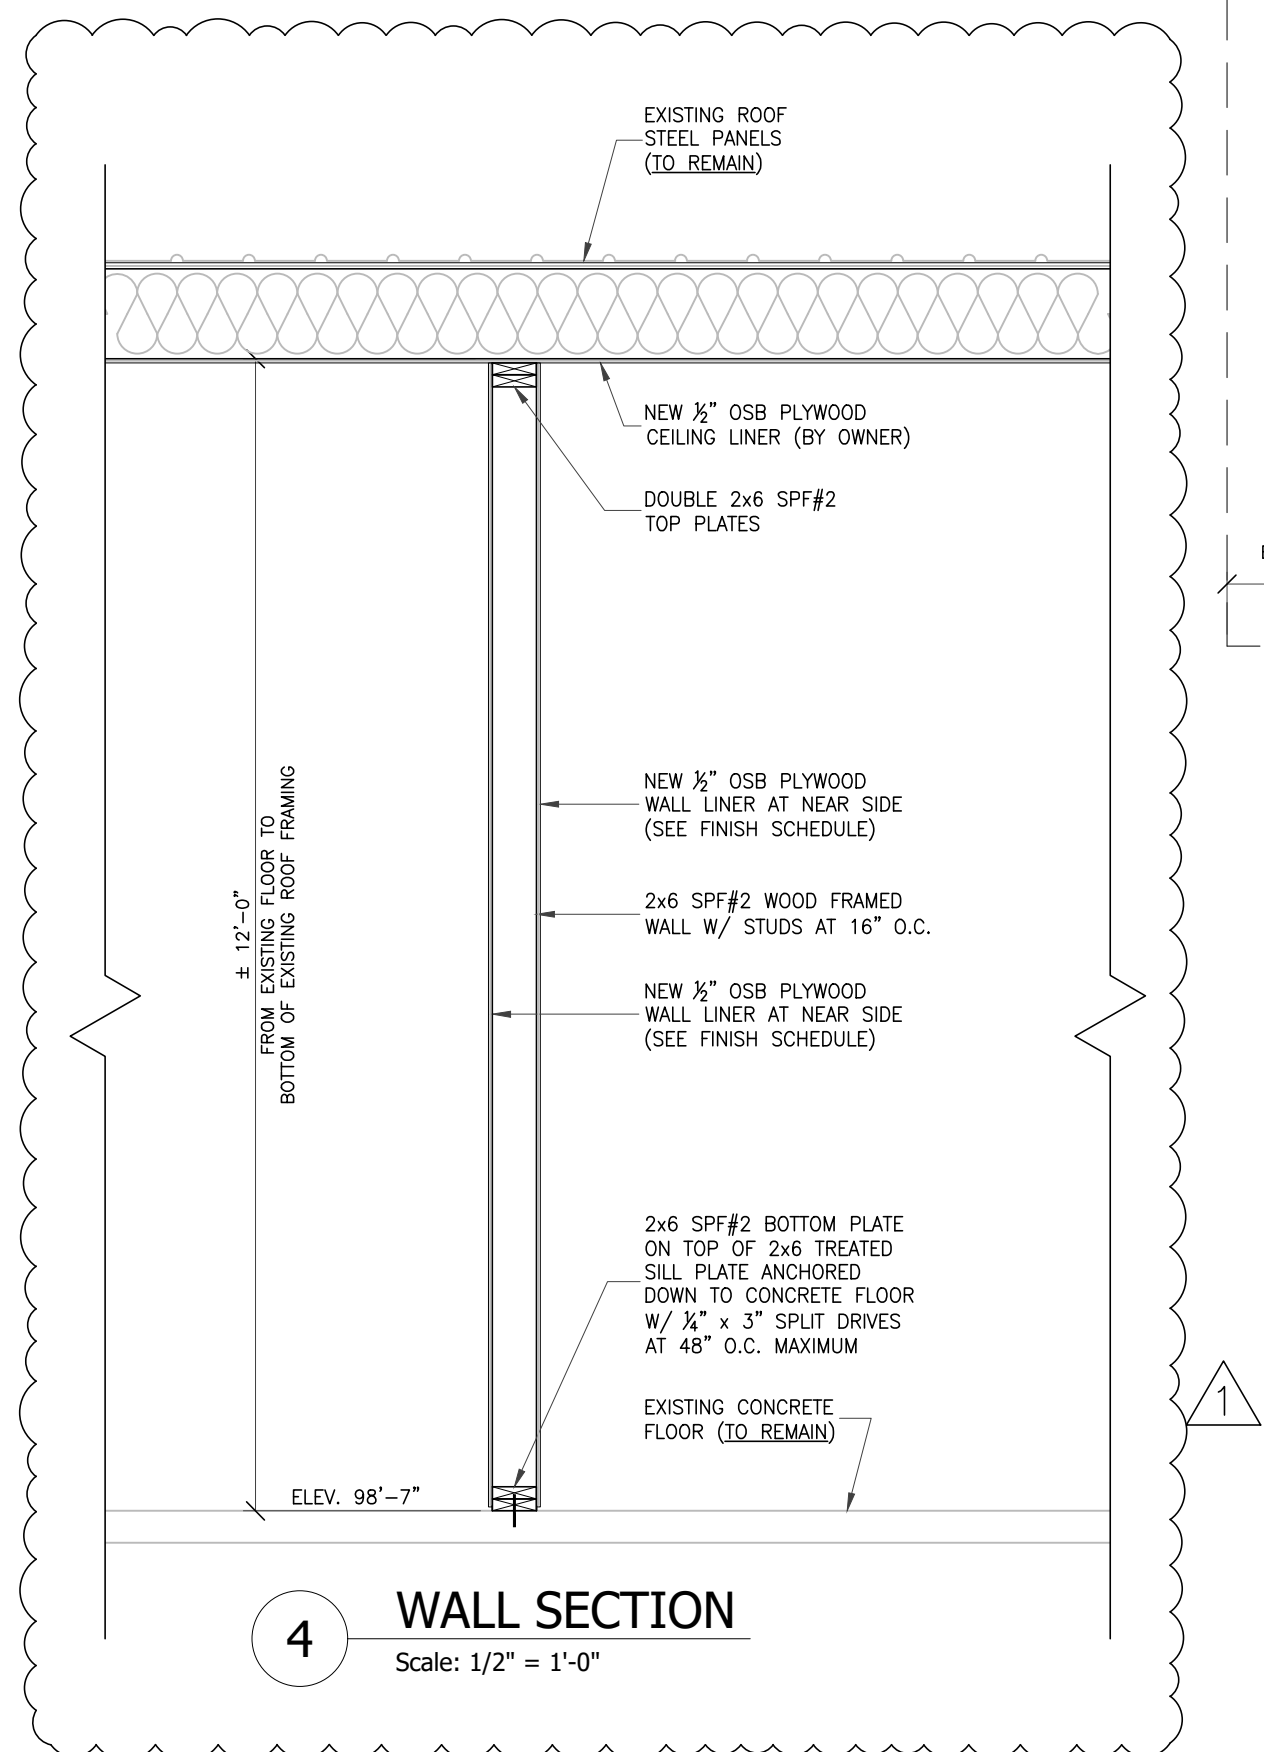 EXISTING ROOF
STEEL PANELS
(TO REMAIN)
NEW ½" OSB PLYWOOD
CEILING LINER (BY OWNER)
DOUBLE 2x6 SPF#2
TOP PLATES
± 12'-0"
FROM EXISTING FLOOR TO
BOTTOM OF EXISTING ROOF FRAMING
NEW ½" OSB PLYWOOD
WALL LINER AT NEAR SIDE
(SEE FINISH SCHEDULE)
2x6 SPF#2 WOOD FRAMED
WALL W/ STUDS AT 16" O.C.
NEW ½" OSB PLYWOOD
WALL LINER AT NEAR SIDE
(SEE FINISH SCHEDULE)
2x6 SPF#2 BOTTOM PLATE
ON TOP OF 2x6 TREATED
SILL PLATE ANCHORED
DOWN TO CONCRETE FLOOR
W/ ¼" x 3" SPLIT DRIVES
AT 48" O.C. MAXIMUM
EXISTING CONCRETE
FLOOR (TO REMAIN)
1
ELEV. 98'-7"
4
WALL SECTION
Scale: 1/2" = 1'-0"